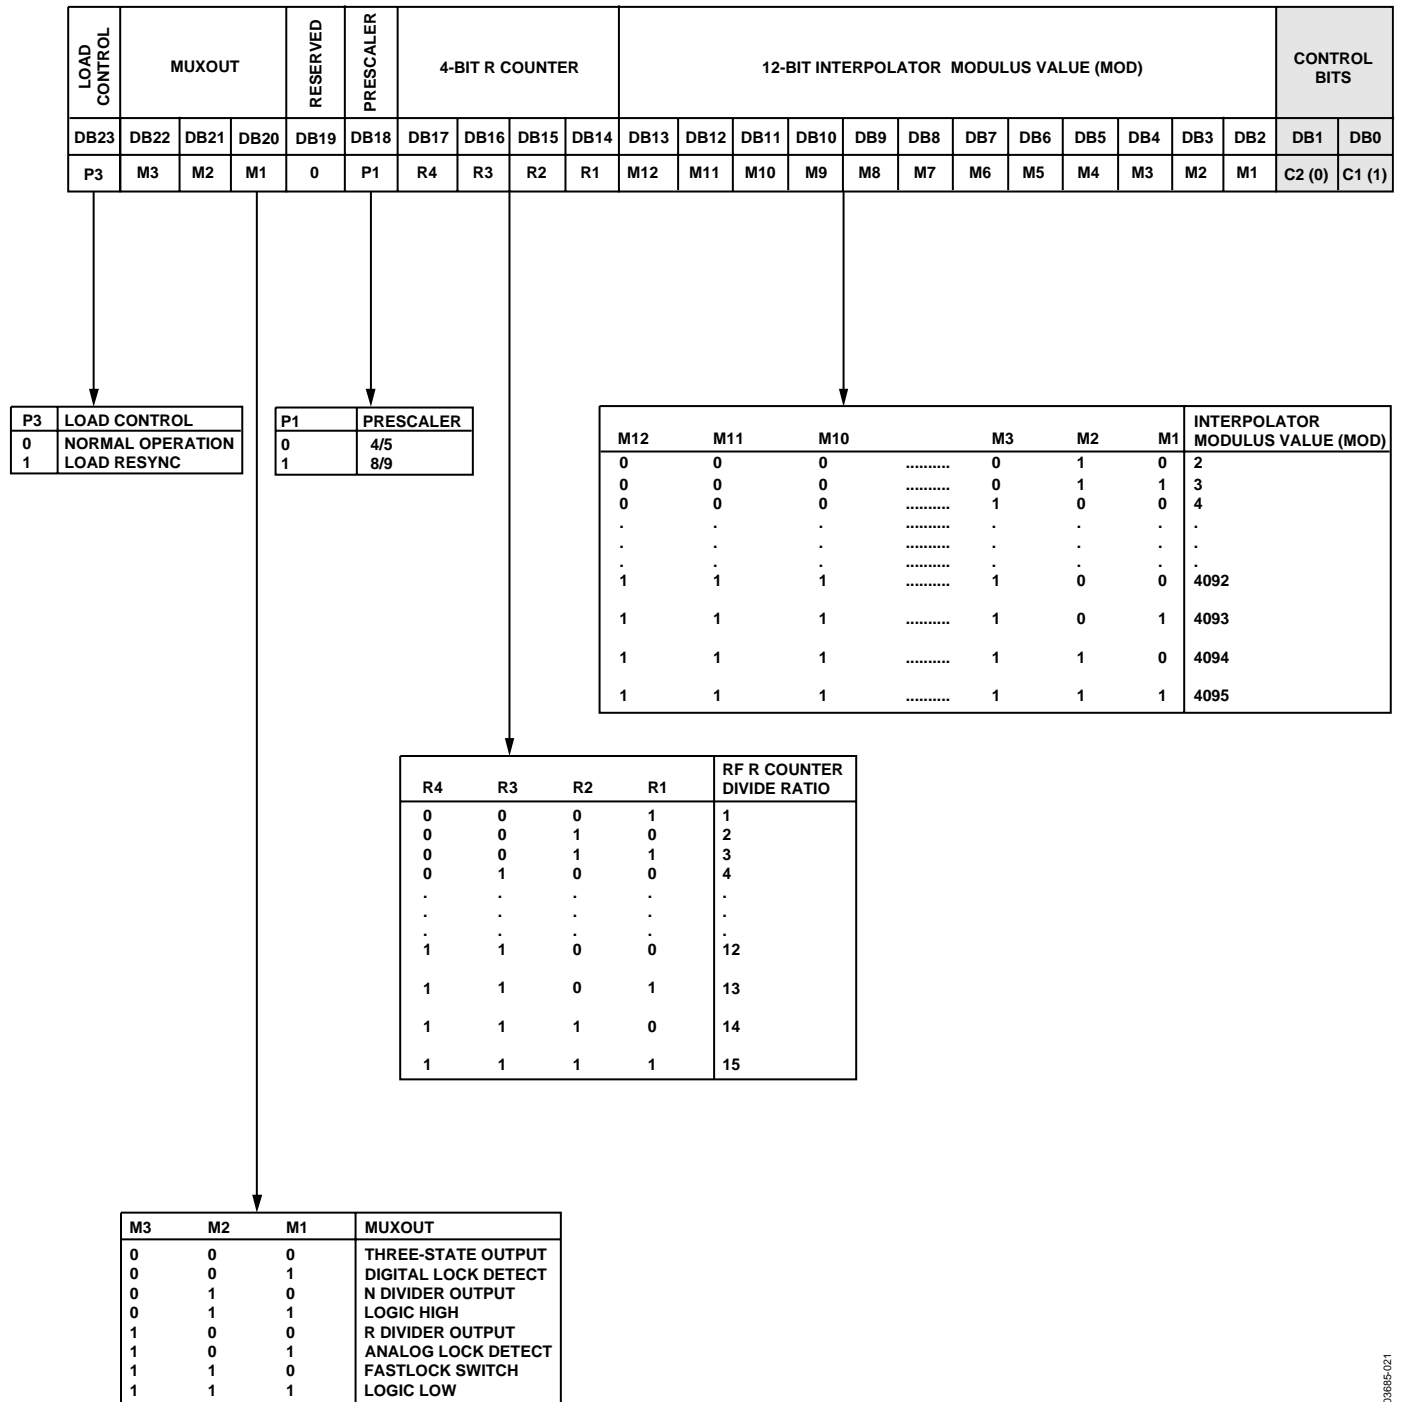 LOAD CONTROL MUXOUT RESERVED PRESCALER 4-BIT R COUNTER 12-BIT INTERPOLATOR MODULUS VALUE (MOD) CONTROL BITS
DB23 DB22 DB21 DB20 DB19 DB18 DB17 DB16 DB15 DB14 DB13 DB12 DB11 DB10 DB9 DB8 DB7 DB6 DB5 DB4 DB3 DB2 DB1 DB0
P3 M3 M2 M1 0 P1 R4 R3 R2 R1 M12 M11 M10 M9 M8 M7 M6 M5 M4 M3 M2 M1 C2 (0) C1 (1)
P3 LOAD CONTROL
0 NORMAL OPERATION
1 LOAD RESYNC
P1 PRESCALER
0 4/5
1 8/9
M12 M11 M10 M3 M2 M1 INTERPOLATOR MODULUS VALUE (MOD)
0 0 0 .......... 0 1 0 2
0 0 0 .......... 0 1 1 3
0 0 0 .......... 1 0 0 4
. . . .......... . . . .
. . . .......... . . . .
. . . .......... . . . .
1 1 1 .......... 1 0 0 4092
1 1 1 .......... 1 0 1 4093
1 1 1 .......... 1 1 0 4094
1 1 1 .......... 1 1 1 4095
R4 R3 R2 R1 RF R COUNTER DIVIDE RATIO
0 0 0 1 1
0 0 1 0 2
0 0 1 1 3
0 1 0 0 4
. . . . .
. . . . .
. . . . .
1 1 0 0 12
1 1 0 1 13
1 1 1 0 14
1 1 1 1 15
M3 M2 M1 MUXOUT
0 0 0 THREE-STATE OUTPUT
0 0 1 DIGITAL LOCK DETECT
0 1 0 N DIVIDER OUTPUT
0 1 1 LOGIC HIGH
1 0 0 R DIVIDER OUTPUT
1 0 1 ANALOG LOCK DETECT
1 1 0 FASTLOCK SWITCH
1 1 1 LOGIC LOW
03685-021